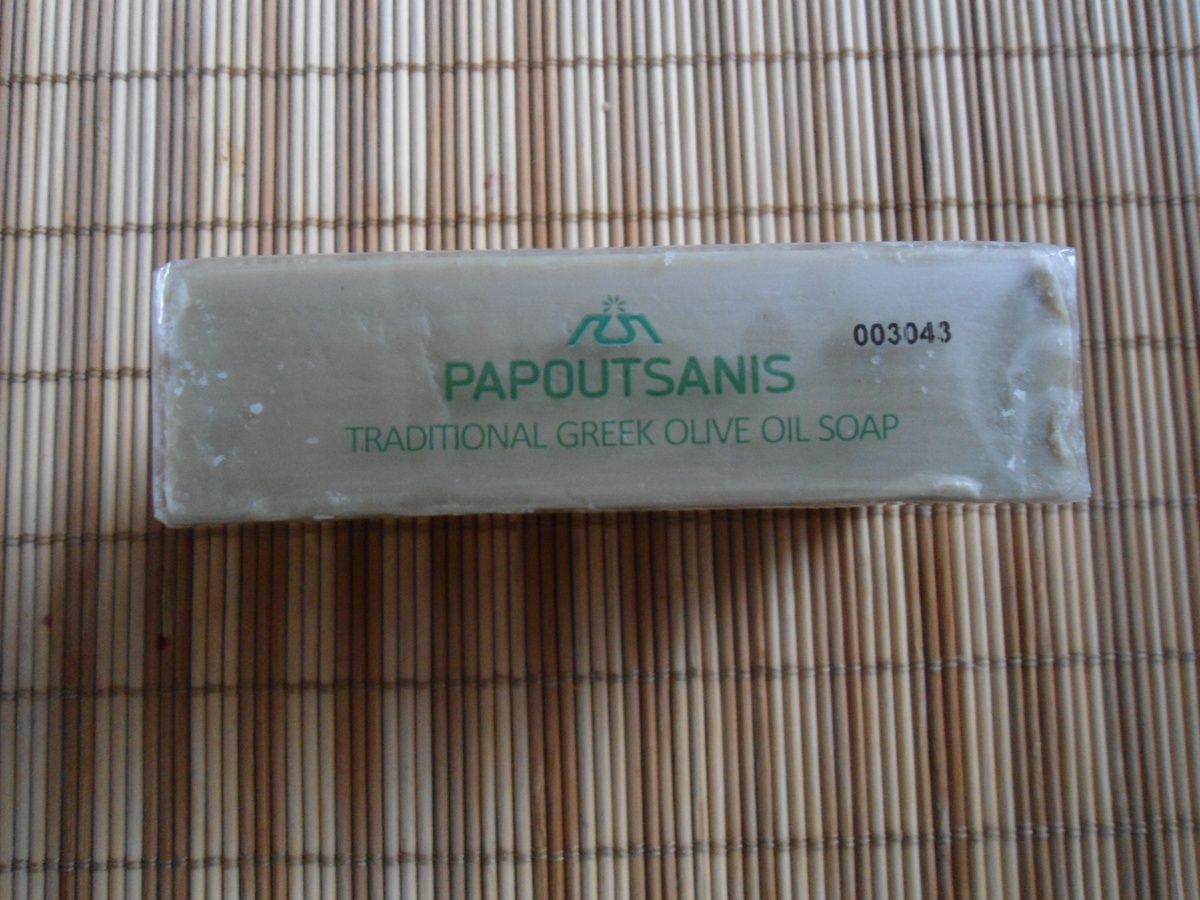 003043
PAPOUTSANIS
TRADITIONAL GREEK OLIVE OIL SOAP